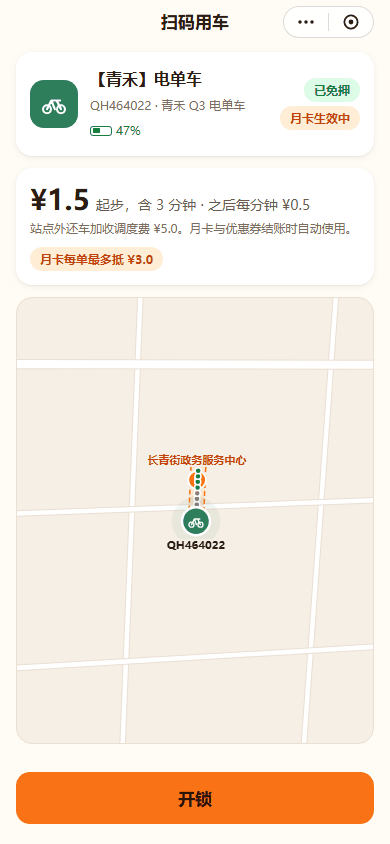 扫码用车
【青禾】电单车
QH464022 · 青禾 Q3 电单车
47%
已免押
月卡生效中
¥1.5 起步，含 3 分钟 · 之后每分钟 ¥0.5
站点外还车加收调度费 ¥5.0。月卡与优惠券结账时自动使用。
月卡每单最多抵 ¥3.0
长青街政务服务中心
QH464022
开锁